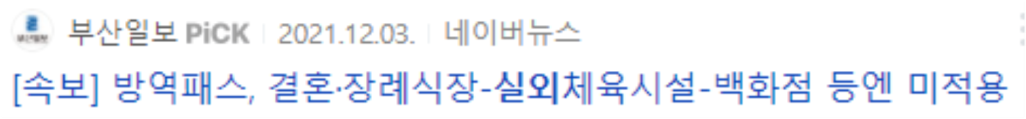 부산일보 PiCK 2021.12.03. 네이버뉴스
[속보] 방역패스, 결혼·장례식장-실외체육시설-백화점 등엔 미적용